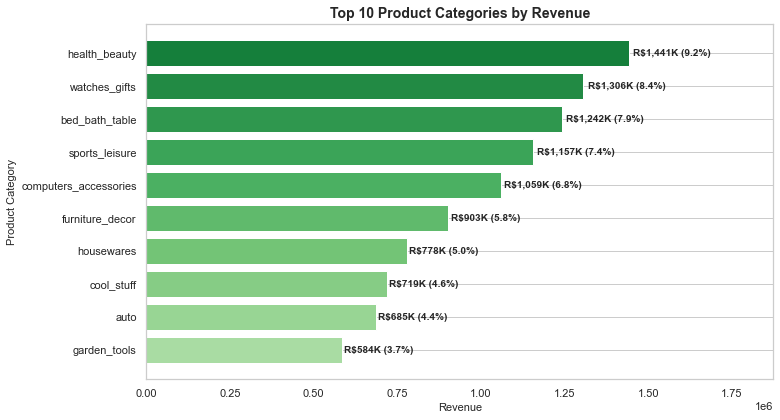 Top 10 Product Categories by Revenue
Product Category
health_beauty
R$1,441K (9.2%)
watches_gifts
R$1,306K (8.4%)
bed_bath_table
R$1,242K (7.9%)
sports_leisure
R$1,157K (7.4%)
computers_accessories
R$1,059K (6.8%)
furniture_decor
R$903K (5.8%)
housewares
R$778K (5.0%)
cool_stuff
R$719K (4.6%)
auto
R$685K (4.4%)
garden_tools
R$584K (3.7%)
0.00 0.25 0.50 0.75 1.00 1.25 1.50 1.75
1e6
Revenue